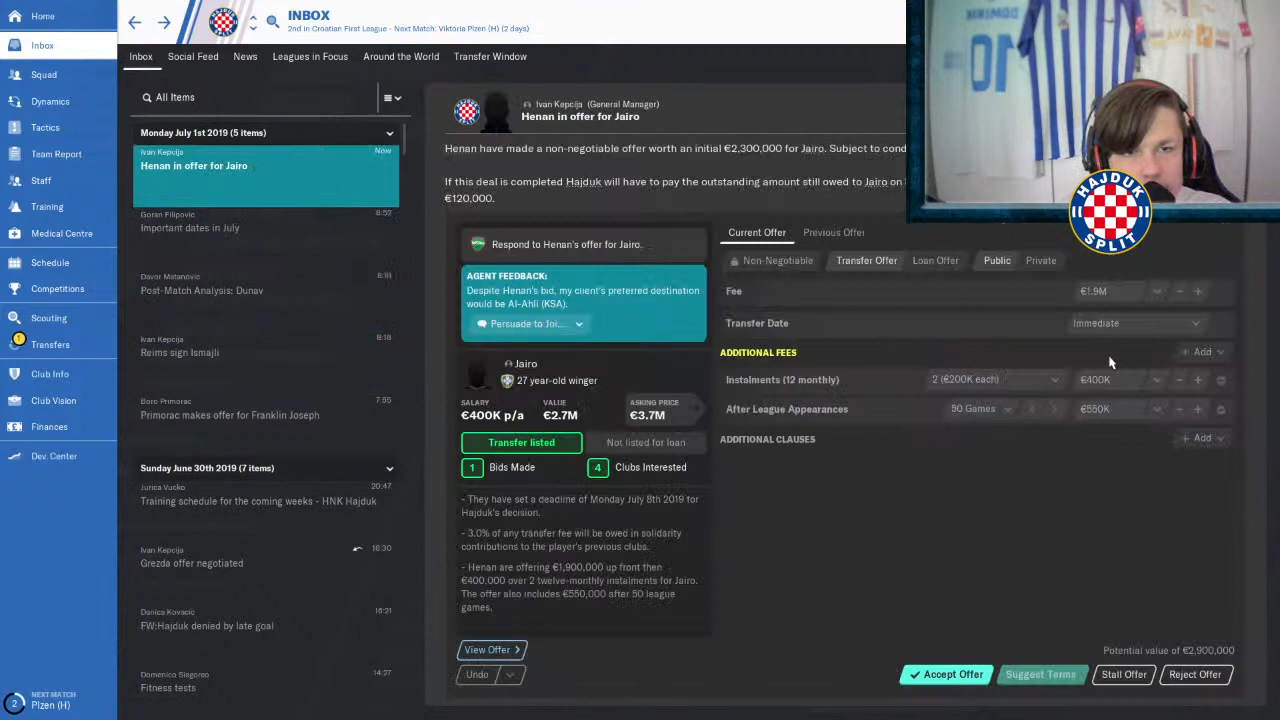 Home
Inbox
Squad
Dynamics
Tactics
Team Report
Staff
Training
Medical Centre
Schedule
Competitions
Scouting
1
Transfers
Club Info
Club Vision
Finances
Dev. Center
2
NEXT MATCH
Plzen (H)
INBOX
2nd in Croatian First League - Next Match: Viktoria Plzen (H) (2 days)
Inbox
Social Feed
News
Leagues in Focus
Around the World
Transfer Window
All Items
Monday July 1st 2019 (5 items)
Ivan Kepcija
Now
Henan in offer for Jairo
Goran Filipovic
8:52
Important dates in July
Davor Matanovic
Post-Match Analysis: Dunav
Ivan Kepcija
8:18
Reims sign Ismajli
Boro Primorac
7:55
Primorac makes offer for Franklin Joseph
Sunday June 30th 2019 (7 items)
Jurica Vucko
20:47
Training schedule for the coming weeks - HNK Hajduk
Ivan Kepcija
16:30
Grezda offer negotiated
Danica Kovacic
16:21
FW:Hajduk denied by late goal
14:27
Fitness tests
Ivan Kepcija (General Manager)
Henan in offer for Jairo
Henan have made a non-negotiable offer worth an initial €2,300,000 for Jairo. Subject to cond
If this deal is completed Hajduk will have to pay the outstanding amount still owed to Jairo on
€120,000.
Respond to Henan's offer for Jairo.
AGENT FEEDBACK:
Despite Henan's bid, my client's preferred destination
would be Al-Ahli (KSA).
Persuade to Joi...
Jairo
27 year-old winger
SALARY
€400K p/a
VALUE
€2.7M
ASKING PRICE
€3.7M
Transfer listed
Not listed for loan
1
Bids Made
4
Clubs Interested
- They have set a deadline of Monday July 8th 2019 for
Hajduk's decision.
- 3.0% of any transfer fee will be owed in solidarity
contributions to the player's previous clubs.
- Henan are offering €1,900,000 up front then
€400,000 over 2 twelve-monthly instalments for Jairo.
The offer also includes €550,000 after 50 league
games.
View Offer
Undo
Current Offer
Previous Offer
Non-Negotiable
Transfer Offer
Loan Offer
Public
Private
Fee
€1.9M
Transfer Date
Immediate
ADDITIONAL FEES
Add
Instalments (12 monthly)
2 (€200K each)
€400K
After League Appearances
50 Games
€550K
ADDITIONAL CLAUSES
Add
Potential value of €2,900,000
Accept Offer
Suggest Terms
Stall Offer
Reject Offer
DOMINIK
10
HAJDUK
SPLIT